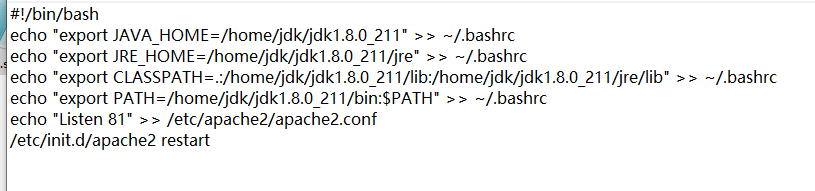 #!/bin/bash
echo "export JAVA_HOME=/home/jdk/jdk1.8.0_211" >> ~/.bashrc
echo "export JRE_HOME=/home/jdk/jdk1.8.0_211/jre" >> ~/.bashrc
echo "export CLASSPATH=.:/home/jdk/jdk1.8.0_211/lib:/home/jdk/jdk1.8.0_211/jre/lib" >> ~/.bashrc
echo "export PATH=/home/jdk/jdk1.8.0_211/bin:$PATH" >> ~/.bashrc
echo "Listen 81" >> /etc/apache2/apache2.conf
/etc/init.d/apache2 restart